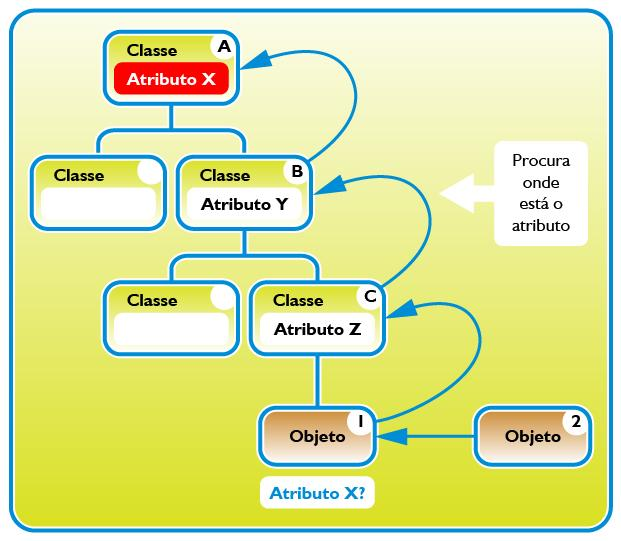 Classe A
Atributo X
Classe
Classe B
Atributo Y
Procura
onde
está o
atributo
Classe
Classe C
Atributo Z
Objeto 1
Objeto 2
Atributo X?